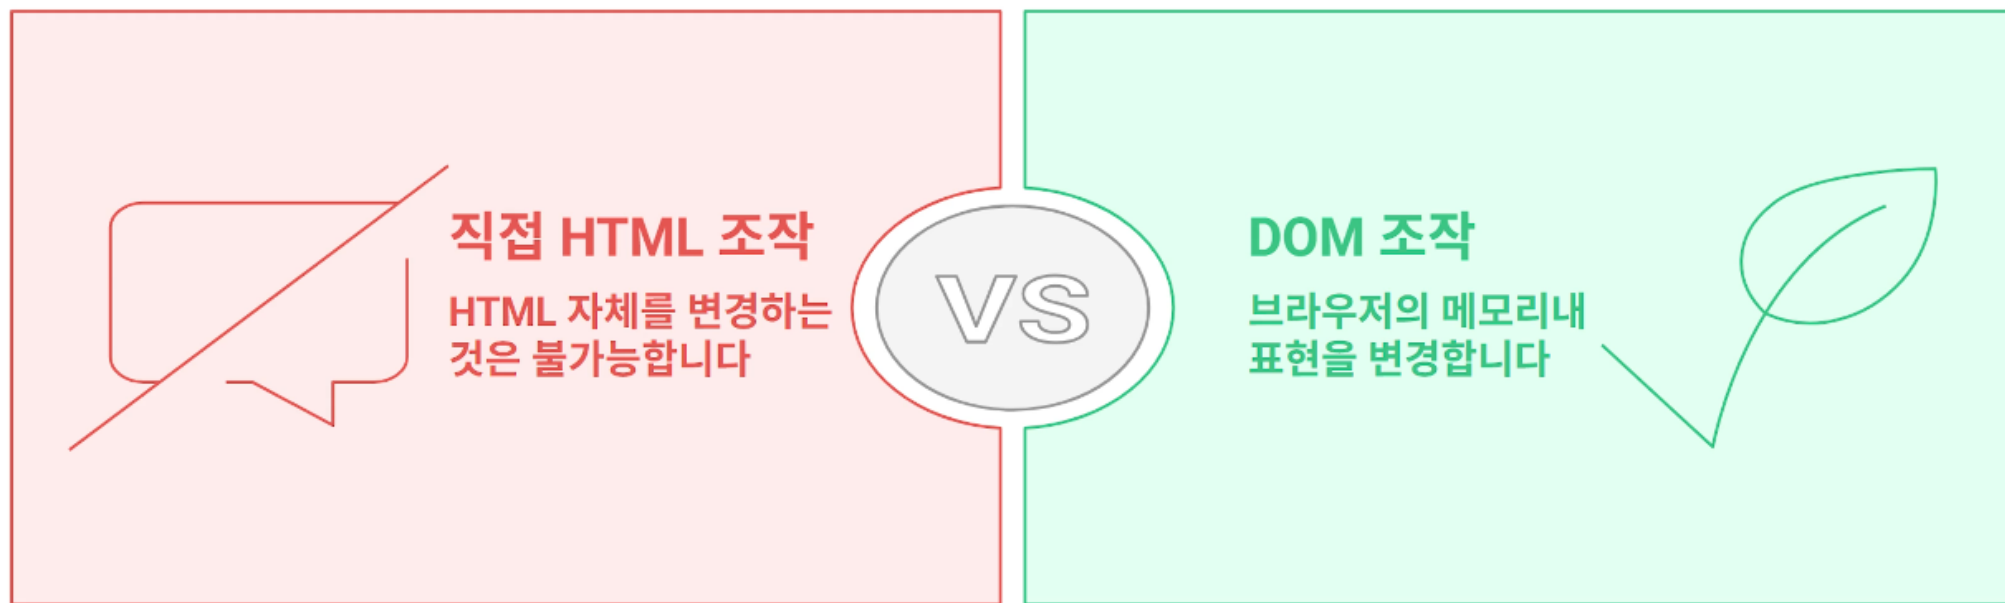 직접 HTML 조작
HTML 자체를 변경하는
것은 불가능합니다
VS
DOM 조작
브라우저의 메모리내
표현을 변경합니다